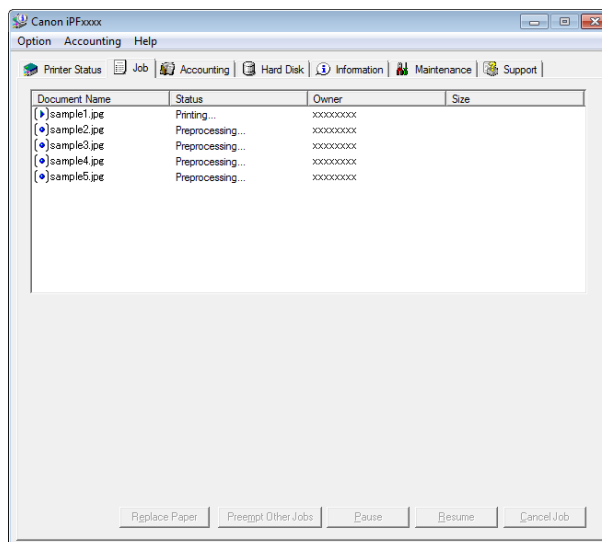 Canon iPFxxxx
Option Accounting Help
Printer Status Job Accounting Hard Disk Information Maintenance Support
Document Name Status Owner Size
sample1.jpg Printing... xxxxxxxx
sample2.jpg Preprocessing... xxxxxxxx
sample3.jpg Preprocessing... xxxxxxxx
sample4.jpg Preprocessing... xxxxxxxx
sample5.jpg Preprocessing... xxxxxxxx
Replace Paper Preempt Other Jobs Pause Resume Cancel Job